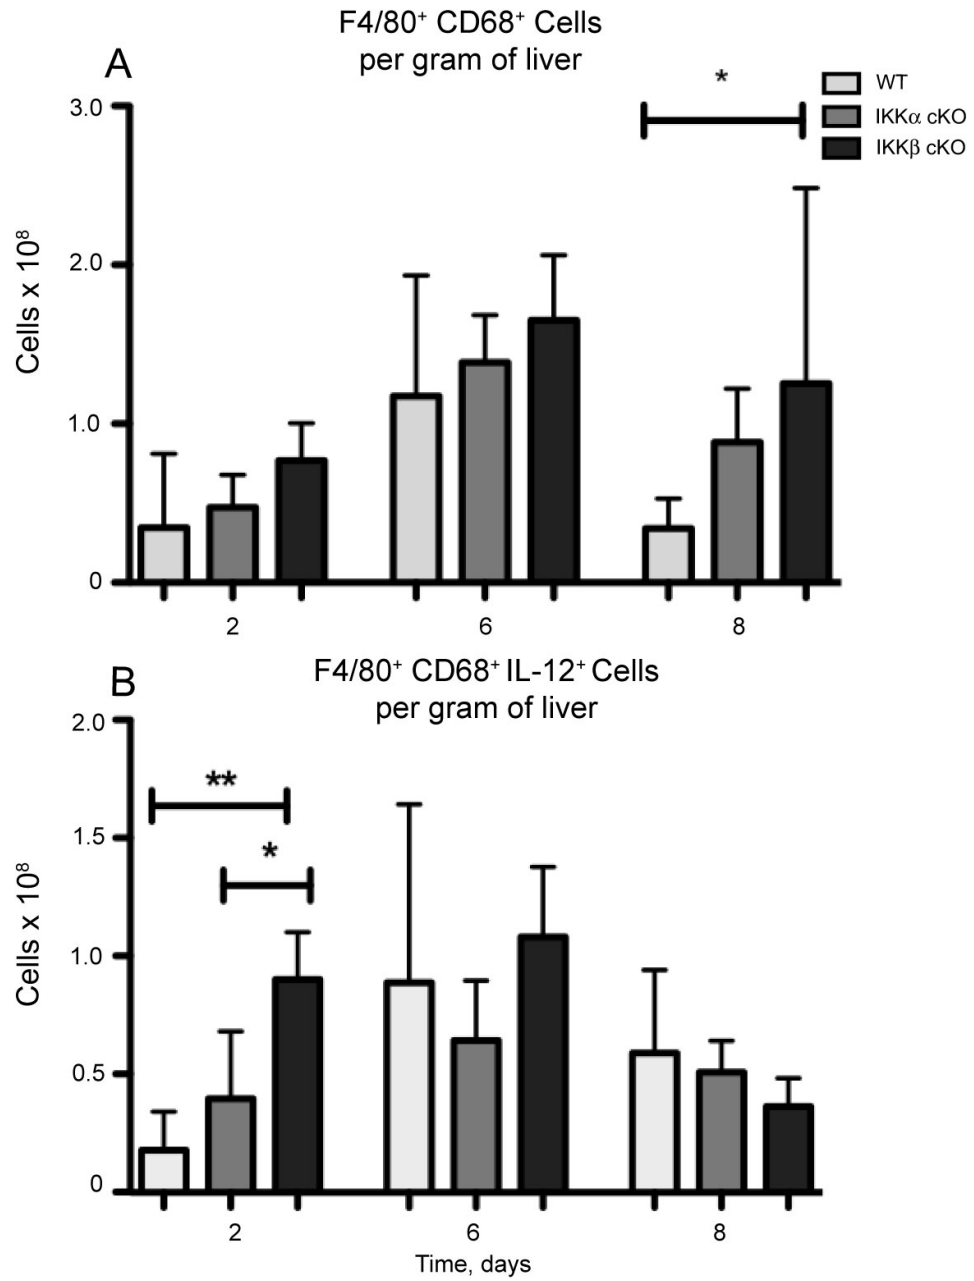 F4/80⁺ CD68⁺ Cells
per gram of liver
A
*
WT
IKKα cKO
IKKβ cKO
3.0
2.0
1.0
0
Cells x 10⁸
2 6 8
F4/80⁺ CD68⁺ IL-12⁺ Cells
per gram of liver
B
2.0
1.5
1.0
0.5
0
**
*
Cells x 10⁸
2 6 8
Time, days